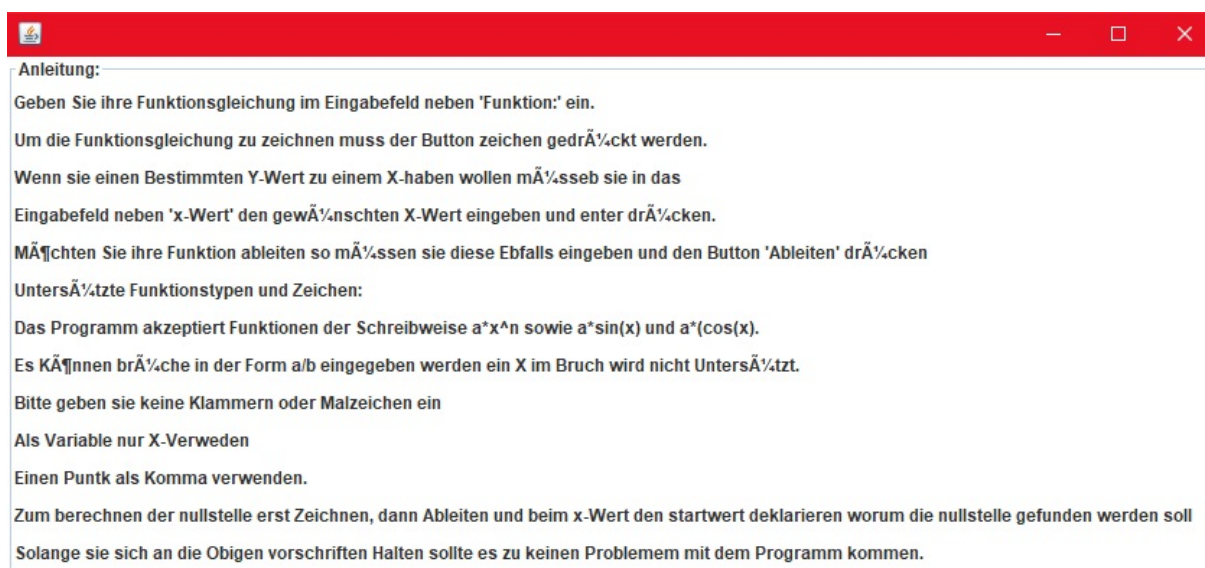 Anleitung:
Geben Sie ihre Funktionsgleichung im Eingabefeld neben 'Funktion:' ein.
Um die Funktionsgleichung zu zeichnen muss der Button zeichen gedrÃ¼ckt werden.
Wenn sie einen Bestimmten Y-Wert zu einem X-haben wollen mÃ¼sseb sie in das
Eingabefeld neben 'x-Wert' den gewÃ¼nschten X-Wert eingeben und enter drÃ¼cken.
MÃ¶chten Sie ihre Funktion ableiten so mÃ¼ssen sie diese Ebfalls eingeben und den Button 'Ableiten' drÃ¼cken
UntersÃ¼tzte Funktionstypen und Zeichen:
Das Programm akzeptiert Funktionen der Schreibweise a*x^n sowie a*sin(x) und a*(cos(x).
Es KÃ¶nnen brÃ¼che in der Form a/b eingegeben werden ein X im Bruch wird nicht UntersÃ¼tzt.
Bitte geben sie keine Klammern oder Malzeichen ein
Als Variable nur X-Verweden
Einen Puntk als Komma verwenden.
Zum berechnen der nullstelle erst Zeichnen, dann Ableiten und beim x-Wert den startwert deklarieren worum die nullstelle gefunden werden soll
Solange sie sich an die Obigen vorschriften Halten sollte es zu keinen Problemem mit dem Programm kommen.